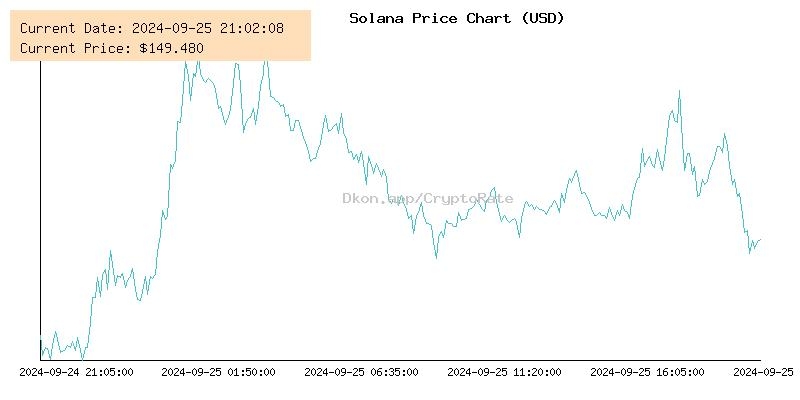 Solana Price Chart (USD)
Current Date: 2024-09-25 21:02:08
Current Price: $149.480
Dkon.app/CryptoRate
2024-09-24 21:05:00 2024-09-25 01:50:00 2024-09-25 06:35:00 2024-09-25 11:20:00 2024-09-25 16:05:00 2024-09-25